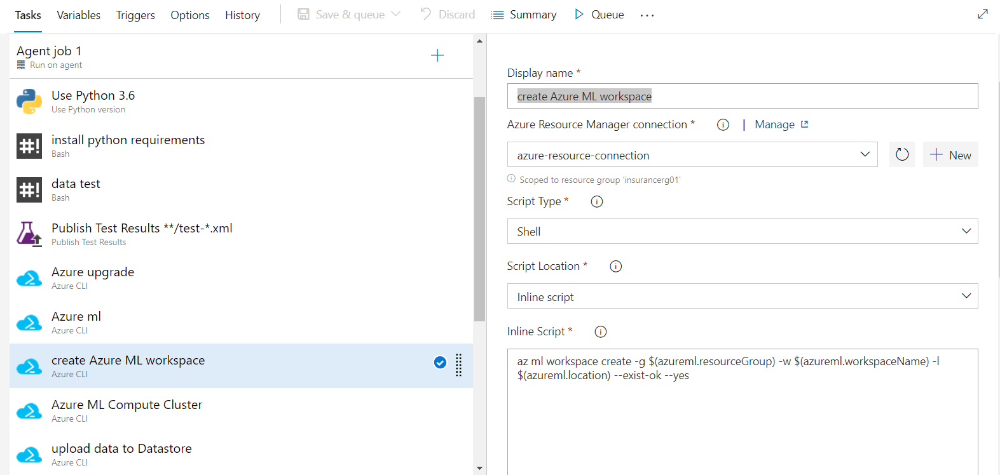 Tasks Variables Triggers Options History Save & queue Discard Summary Queue ...
Agent job 1
Run on agent
Use Python 3.6
Use Python version
install python requirements
Bash
data test
Bash
Publish Test Results **/test-*.xml
Publish Test Results
Azure upgrade
Azure CLI
Azure ml
Azure CLI
create Azure ML workspace
Azure CLI
Azure ML Compute Cluster
Azure CLI
upload data to Datastore
Azure CLI
Display name *
create Azure ML workspace
Azure Resource Manager connection * | Manage
azure-resource-connection
New
Scoped to resource group 'insurancerg01'
Script Type *
Shell
Script Location *
Inline script
Inline Script *
az ml workspace create -g $(azureml.resourceGroup) -w $(azureml.workspaceName) -l
$(azureml.location) --exist-ok --yes